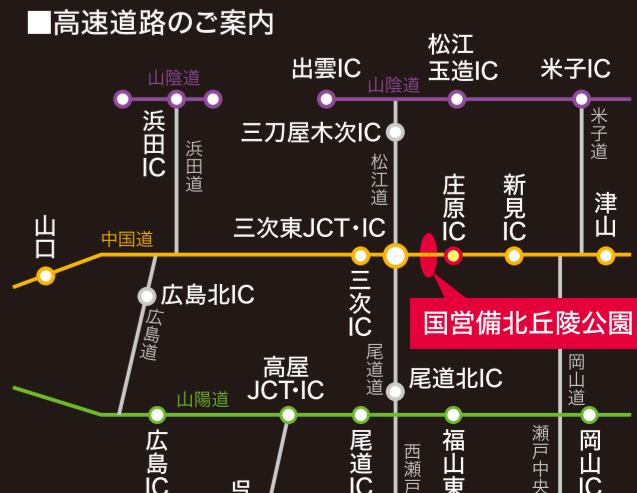 ■高速道路のご案内
山陰道
出雲IC
山陰道
松江
玉造IC
米子IC
浜田IC
浜田道
三刀屋木次IC
松江道
米子道
山口
中国道
三次東JCT・IC
三次IC
庄原IC
新見IC
津山
広島北IC
広島道
国営備北丘陵公園
尾道道
尾道北IC
岡山道
高屋
JCT・IC
山陽道
広島IC
呉
尾道IC
西瀬戸
福山東
瀬戸中央
岡山IC